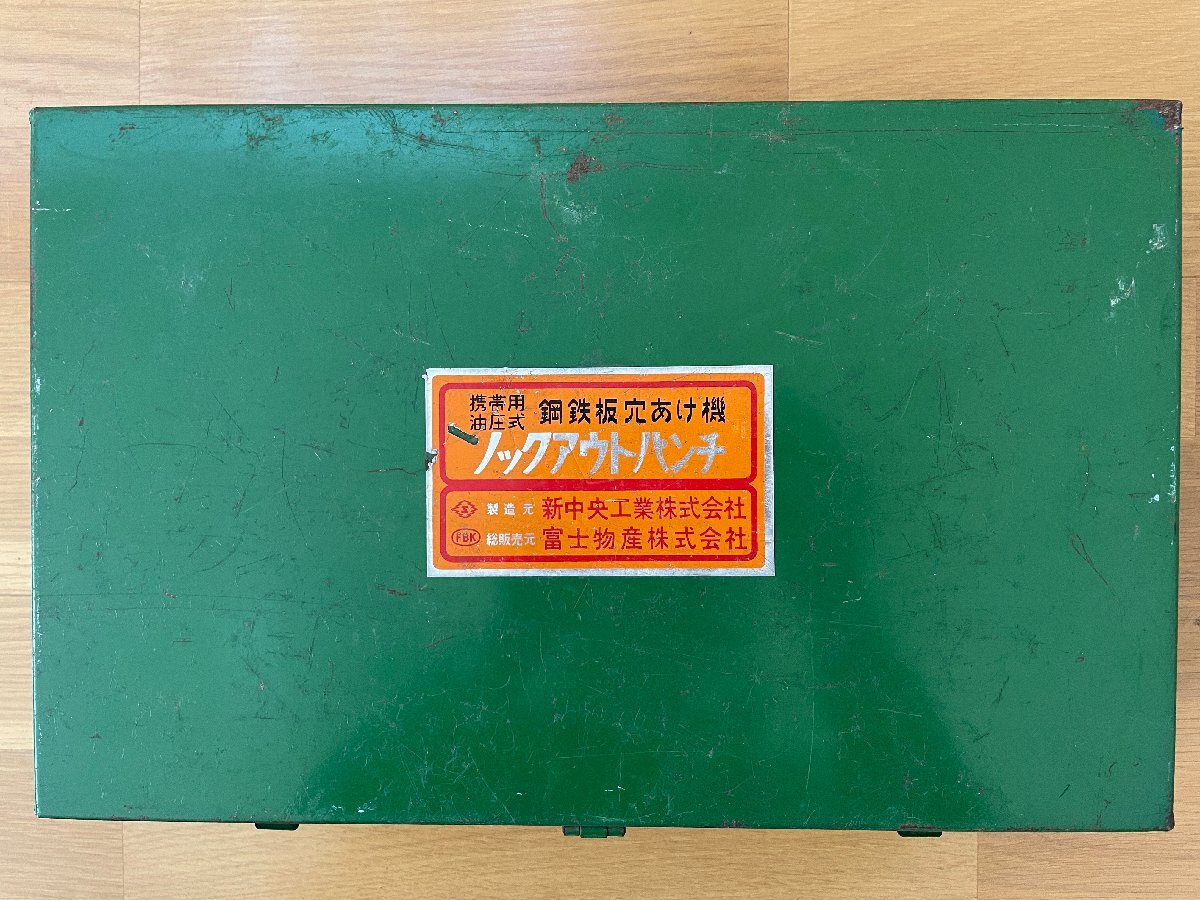 携帯用
油圧式 鋼鉄板穴あけ機
ノックアウトパンチ
S 製造元 新中央工業株式会社
FBK 総販売元 富士物産株式会社